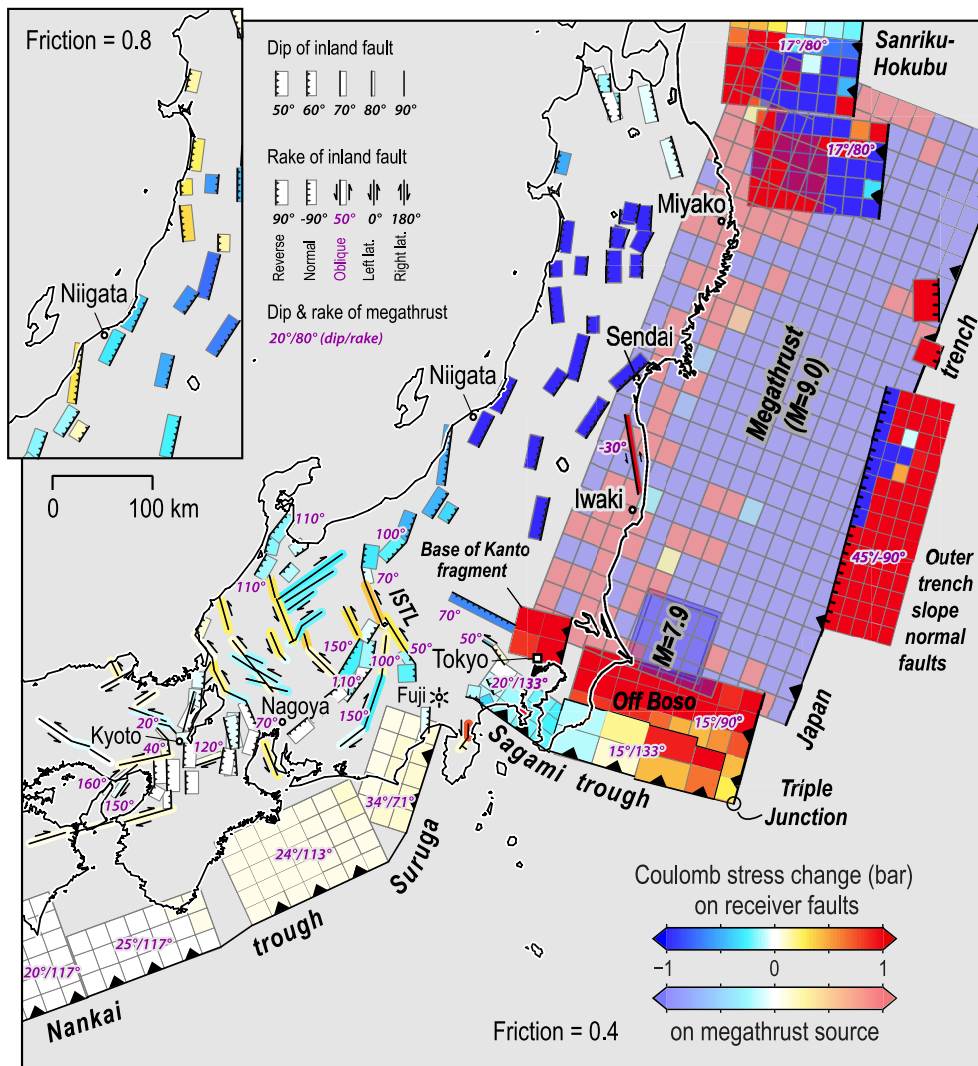 Friction = 0.8
Niigata
Dip of inland fault
50° 60° 70° 80° 90°
Rake of inland fault
90° -90° 50° 0° 180°
Reverse
Normal
Oblique
Left lat.
Right lat.
Dip & rake of megathrust
20°/80° (dip/rake)
0 100 km
17°/80°
Sanriku-
Hokubu
17°/80°
Miyako
Sendai
Niigata
Megathrust
(M=9.0)
trench
-30°
Iwaki
45°/-90°
Outer
trench
slope
normal
faults
110°
100°
Base of Kanto
fragment
110°
70°
ISTL
70°
M=7.9
150°
100°
50°
50°
Tokyo
20°/133°
110°
Fuji
Off Boso
15°/90°
Japan
150°
Nagoya
70°
20°
Kyoto
40°
120°
15°/133°
Sagami trough
160°
150°
34°/71°
Triple
Junction
24°/113°
Suruga
trough
25°/117°
20°/117°
Nankai
Coulomb stress change (bar)
on receiver faults
−1 0 1
on megathrust source
Friction = 0.4